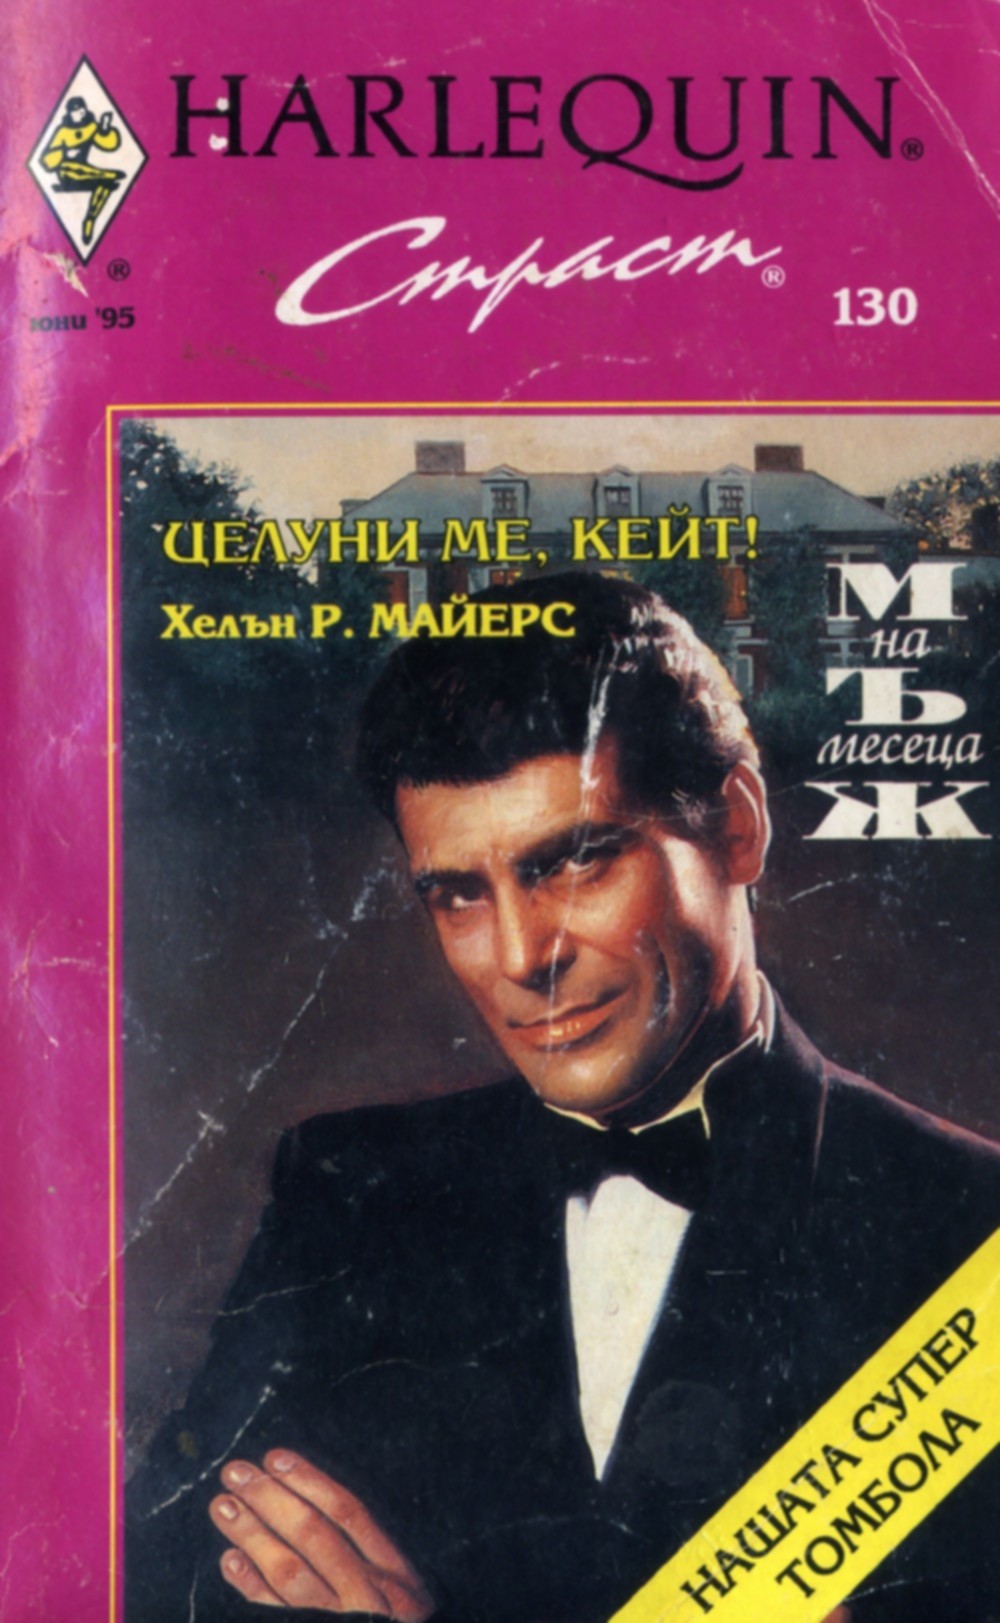 HARLEQUIN®
Страст®
®
юни '95
130
ЦЕЛУНИ МЕ, КЕЙТ!
Хелън Р. МАЙЕРС
М
на
Ъ
месеца
Ж
НАШАТА СУПЕР
ТОМБОЛА